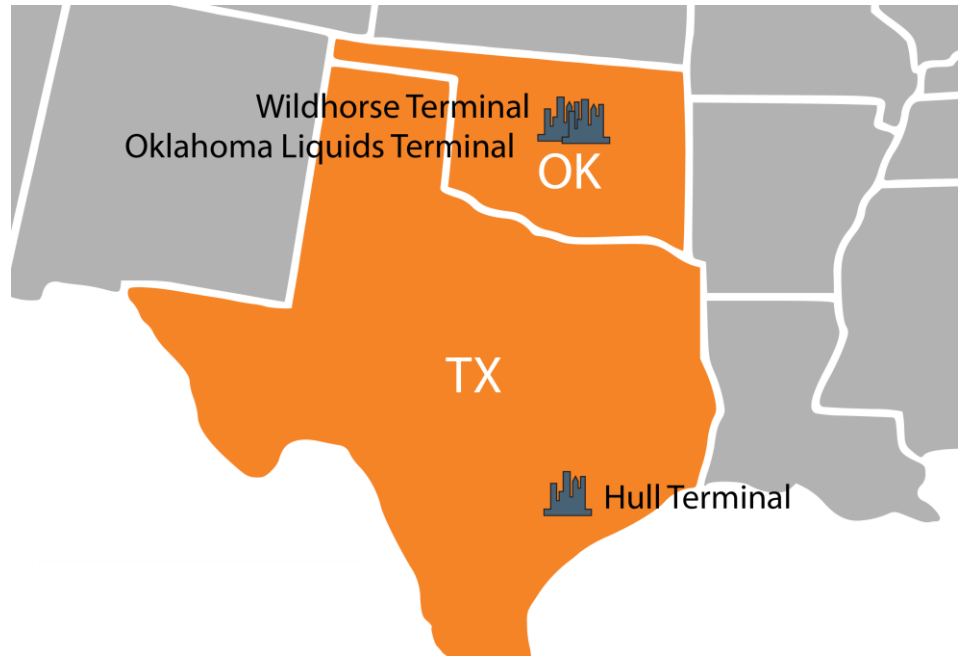 Wildhorse Terminal
Oklahoma Liquids Terminal
OK
TX
Hull Terminal